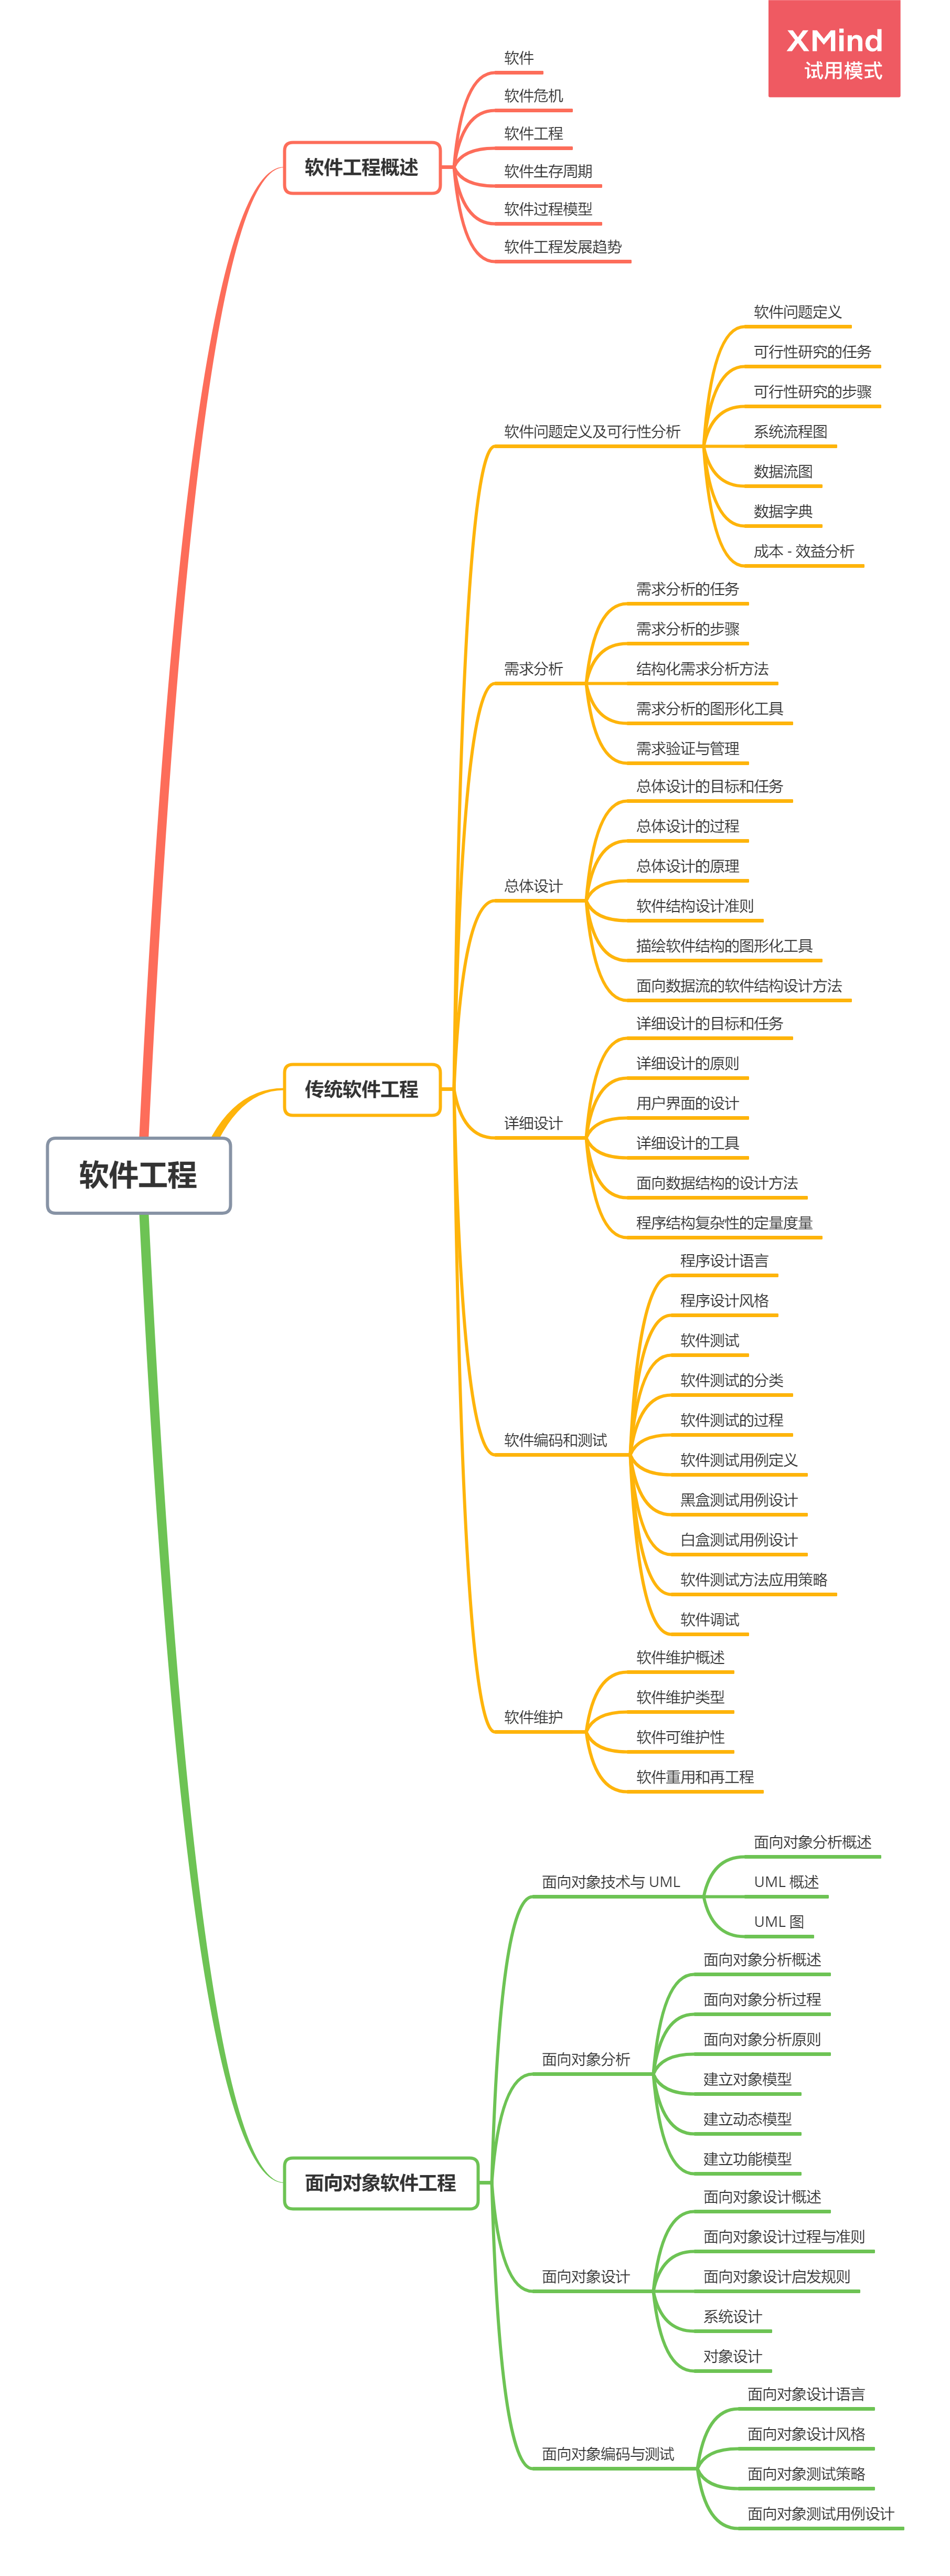 XMind
试用模式
软件工程
软件工程概述
软件
软件危机
软件工程
软件生存周期
软件过程模型
软件工程发展趋势
传统软件工程
软件问题定义及可行性分析
软件问题定义
可行性研究的任务
可行性研究的步骤
系统流程图
数据流图
数据字典
成本 - 效益分析
需求分析
需求分析的任务
需求分析的步骤
结构化需求分析方法
需求分析的图形化工具
需求验证与管理
总体设计
总体设计的目标和任务
总体设计的过程
总体设计的原理
软件结构设计准则
描绘软件结构的图形化工具
面向数据流的软件结构设计方法
详细设计
详细设计的目标和任务
详细设计的原则
用户界面的设计
详细设计的工具
面向数据结构的设计方法
程序结构复杂性的定量度量
软件编码和测试
程序设计语言
程序设计风格
软件测试
软件测试的分类
软件测试的过程
软件测试用例定义
黑盒测试用例设计
白盒测试用例设计
软件测试方法应用策略
软件调试
软件维护
软件维护概述
软件维护类型
软件可维护性
软件重用和再工程
面向对象软件工程
面向对象技术与 UML
面向对象分析概述
UML 概述
UML 图
面向对象分析
面向对象分析概述
面向对象分析过程
面向对象分析原则
建立对象模型
建立动态模型
建立功能模型
面向对象设计
面向对象设计概述
面向对象设计过程与准则
面向对象设计启发规则
系统设计
对象设计
面向对象编码与测试
面向对象设计语言
面向对象设计风格
面向对象测试策略
面向对象测试用例设计